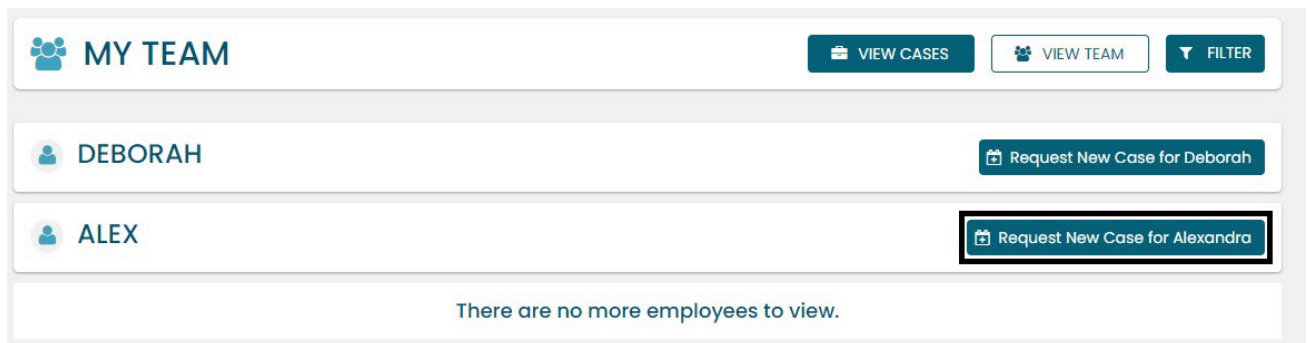 MY TEAM
VIEW CASES
VIEW TEAM
FILTER
DEBORAH
Request New Case for Deborah
ALEX
Request New Case for Alexandra
There are no more employees to view.